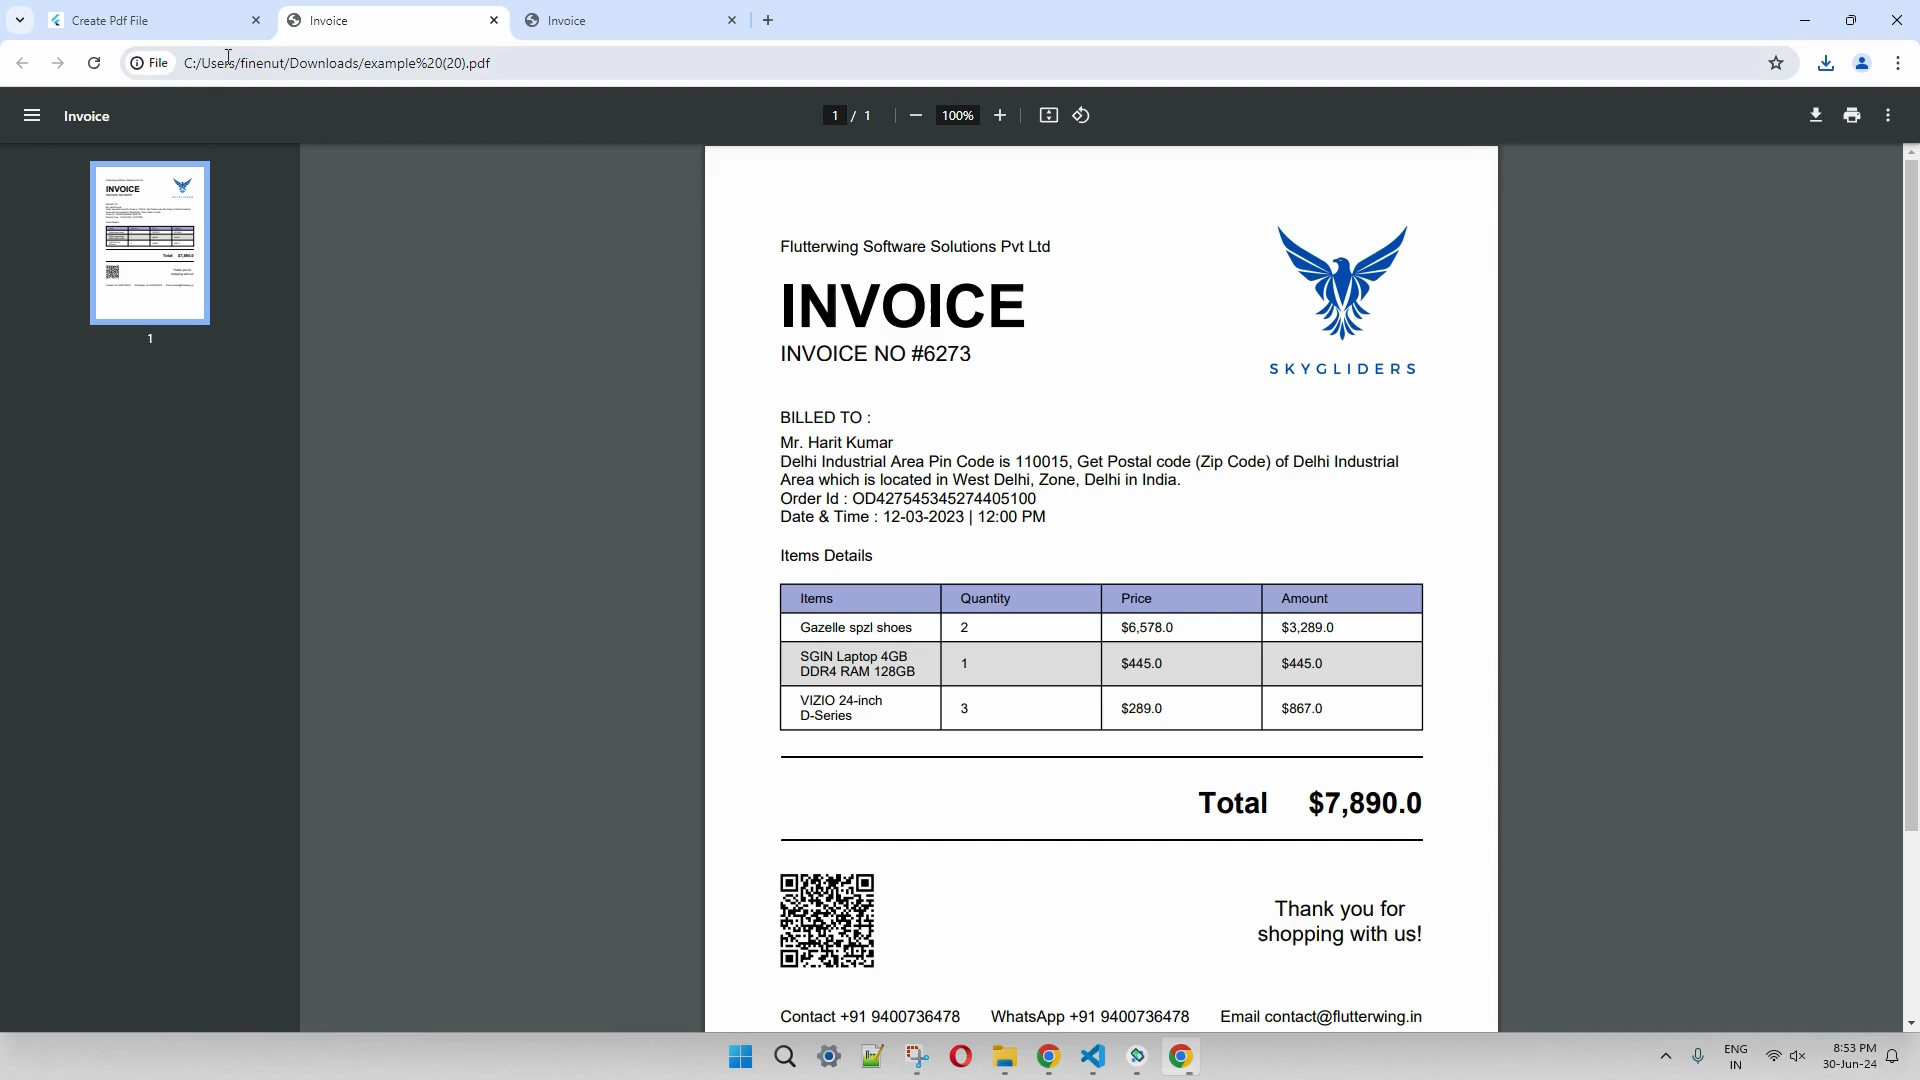 Create Pdf File
Invoice
Invoice
File
C:/Users/finenut/Downloads/example%20(20).pdf
Invoice
1 / 1
100%
1
Flutterwing Software Solutions Pvt Ltd
INVOICE
INVOICE NO #6273
SKYGLIDERS
BILLED TO :
Mr. Harit Kumar
Delhi Industrial Area Pin Code is 110015, Get Postal code (Zip Code) of Delhi Industrial
Area which is located in West Delhi, Zone, Delhi in India.
Order Id : OD427545345274405100
Date & Time : 12-03-2023 | 12:00 PM
Items Details
Items Quantity Price Amount
Gazelle spzl shoes 2 $6,578.0 $3,289.0
SGIN Laptop 4GB
DDR4 RAM 128GB
1 $445.0 $445.0
VIZIO 24-inch
D-Series
3 $289.0 $867.0
Total $7,890.0
Thank you for
shopping with us!
Contact +91 9400736478 WhatsApp +91 9400736478 Email contact@flutterwing.in
ENG
IN
8:53 PM
30-Jun-24